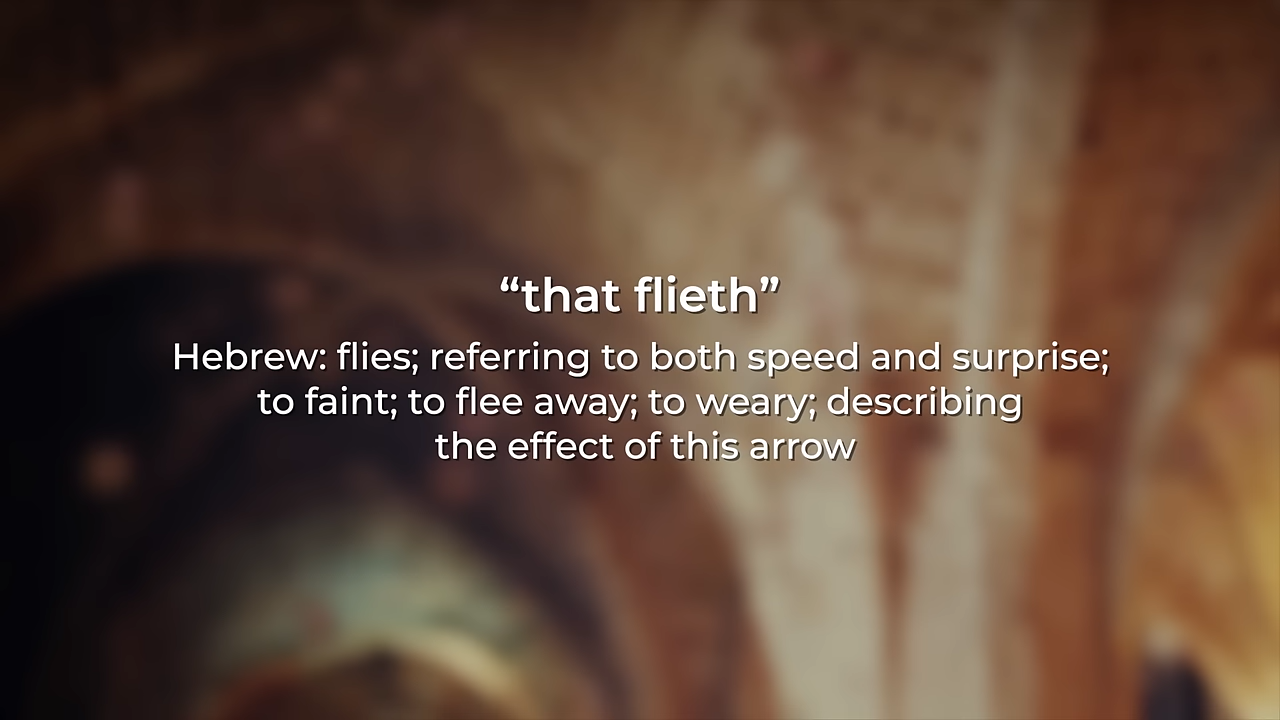 “that flieth”
Hebrew: flies; referring to both speed and surprise;
to faint; to flee away; to weary; describing
the effect of this arrow